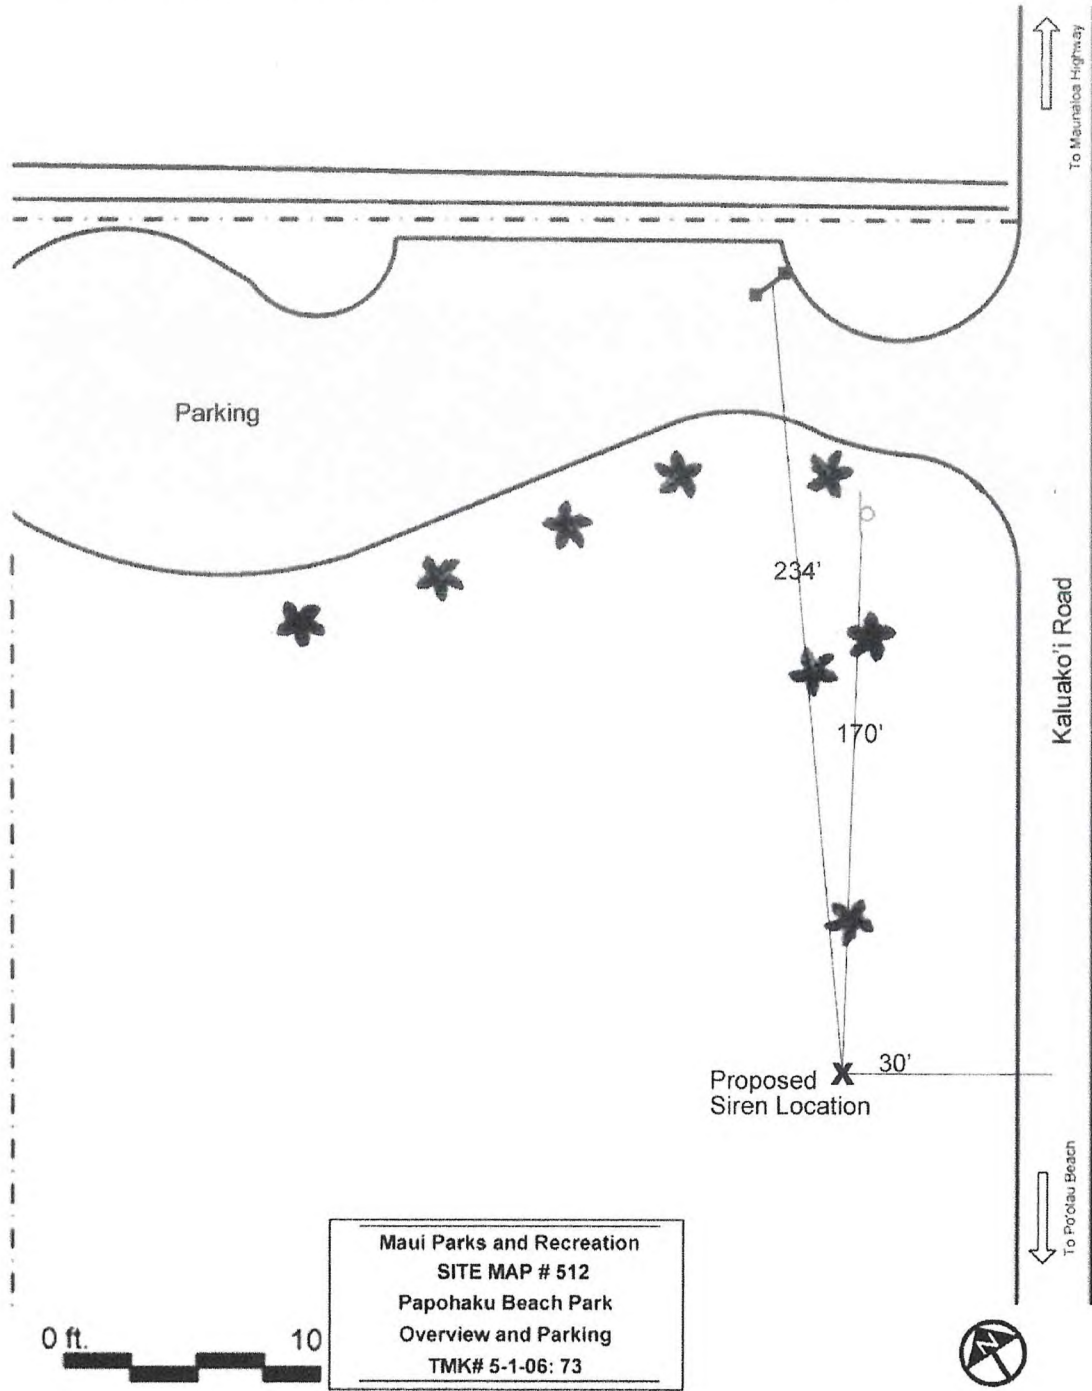 To Maunaloa Highway
Parking
234'
170'
Kaluako'i Road
30'
Proposed
Siren Location
To Po'olau Beach
Maui Parks and Recreation
SITE MAP # 512
Papohaku Beach Park
Overview and Parking
TMK# 5-1-06: 73
0 ft.
10
N